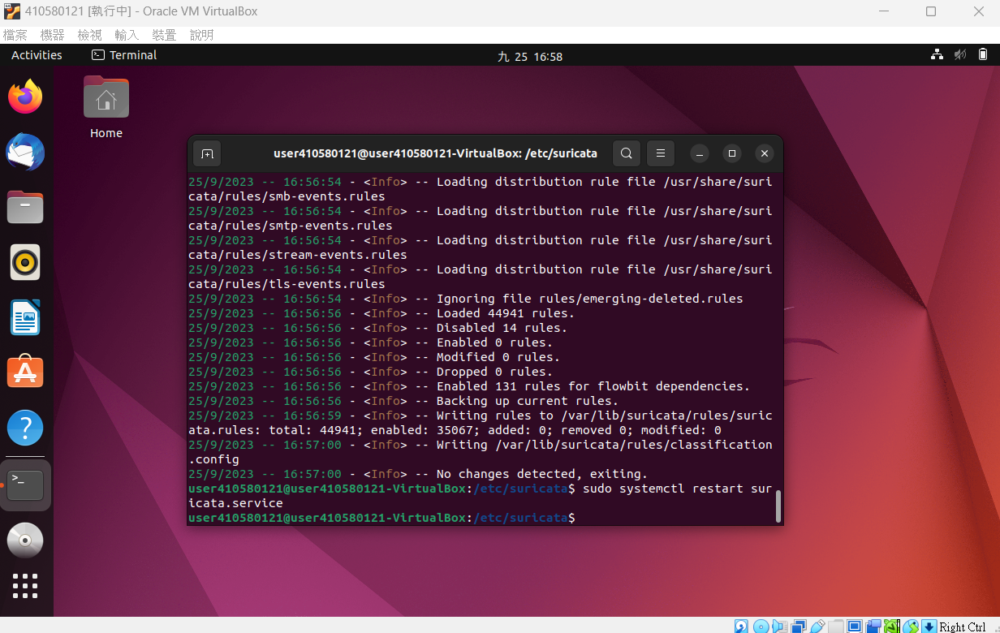 410580121 [執行中] - Oracle VM VirtualBox
檔案 機器 檢視 輸入 裝置 說明
Activities Terminal 九 25 16:58
Home
user410580121@user410580121-VirtualBox: /etc/suricata
25/9/2023 -- 16:56:54 - <Info> -- Loading distribution rule file /usr/share/suri
cata/rules/smb-events.rules
25/9/2023 -- 16:56:54 - <Info> -- Loading distribution rule file /usr/share/suri
cata/rules/smtp-events.rules
25/9/2023 -- 16:56:54 - <Info> -- Loading distribution rule file /usr/share/suri
cata/rules/stream-events.rules
25/9/2023 -- 16:56:54 - <Info> -- Loading distribution rule file /usr/share/suri
cata/rules/tls-events.rules
25/9/2023 -- 16:56:54 - <Info> -- Ignoring file rules/emerging-deleted.rules
25/9/2023 -- 16:56:56 - <Info> -- Loaded 44941 rules.
25/9/2023 -- 16:56:56 - <Info> -- Disabled 14 rules.
25/9/2023 -- 16:56:56 - <Info> -- Enabled 0 rules.
25/9/2023 -- 16:56:56 - <Info> -- Modified 0 rules.
25/9/2023 -- 16:56:56 - <Info> -- Dropped 0 rules.
25/9/2023 -- 16:56:56 - <Info> -- Enabled 131 rules for flowbit dependencies.
25/9/2023 -- 16:56:56 - <Info> -- Backing up current rules.
25/9/2023 -- 16:56:59 - <Info> -- Writing rules to /var/lib/suricata/rules/suric
ata.rules: total: 44941; enabled: 35067; added: 0; removed 0; modified: 0
25/9/2023 -- 16:57:00 - <Info> -- Writing /var/lib/suricata/rules/classification
.config
25/9/2023 -- 16:57:00 - <Info> -- No changes detected, exiting.
user410580121@user410580121-VirtualBox:/etc/suricata$ sudo systemctl restart sur
icata.service
user410580121@user410580121-VirtualBox:/etc/suricata$
Right Ctrl